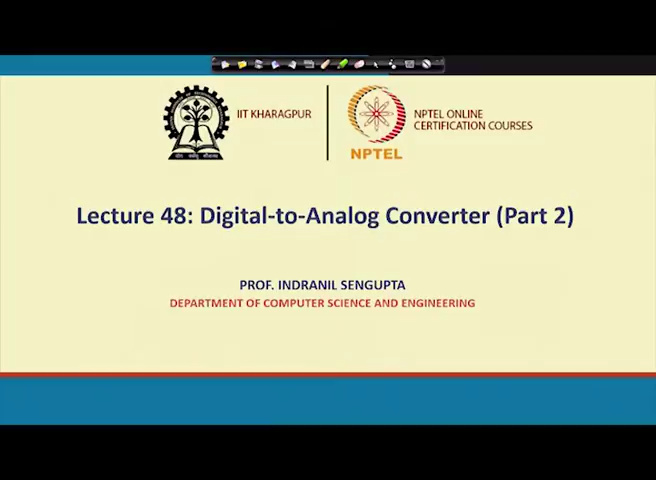 IIT KHARAGPUR
NPTEL ONLINE
CERTIFICATION COURSES
NPTEL
Lecture 48: Digital-to-Analog Converter (Part 2)
PROF. INDRANIL SENGUPTA
DEPARTMENT OF COMPUTER SCIENCE AND ENGINEERING